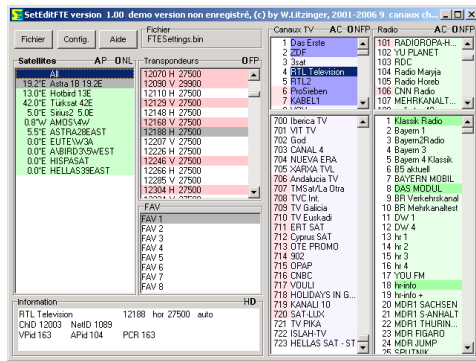 SetEditFTE version 1.00 demo version non enregistré, (c) by W.Litzinger, 2001-2006 9 canaux ch...
Fichier
Config.
Aide
Fichier
FTESettings.bin
Satellites AP ONL
All
19.2°E Astra 18 19.2E
13.0°E Hotbird 13E
42.0°E Türksat 42E
5.0°E Sirius2 5.0E
0.8°W AMOS\4W
5.5°E ASTRA28EAST
0.0°E EUTE\W3A
0.0°E AVBIRD3\5WEST
0.0°E HISPASAT
0.0°E HELLAS39EAST
Transpondeurs OFP
12070 H 27500
12090 V 29900
12110 H 27500
12129 V 27500
12148 H 27500
12168 V 27500
12188 H 27500
12207 V 27500
12226 H 27500
12246 V 27500
12266 H 27500
12285 V 27500
12304 H 27500
12324 V 27500
FAV
FAV 1
FAV 2
FAV 3
FAV 4
FAV 5
FAV 6
FAV 7
FAV 8
Information HD
RTL Television 12188 hor 27500 auto
ChID 12003 NetID 1089
VPid 163 APid 104 PCR 163
Canaux TV AC ONFP
1 Das Erste
2 ZDF
3 3sat
4 RTL Television
5 RTL2
6 ProSieben
7 KABEL1
700 Iberica TV
701 VIT TV
702 God
703 CANAL 4
704 NUEVA ERA
705 XARXA TVL
706 Andalucia TV
707 TMSat/La Otra
708 TVC Int.
709 TV Galicia
710 TV Euskadi
711 ERT SAT
712 Cyprus SAT
713 OTE PROMO
714 902
715 OPAP
716 CNBC
717 VOULI
718 HOLIDAYS IN G...
719 KANALI 10
720 SAT-LUX
721 TV PIKA
722 ISLAH-TV
723 HELLAS SAT - ST
Radio AC ONFP
101 RADIOROPA-H...
102 YU PLANET
103 RDC
104 Radio Maryja
105 Radio Horeb
106 CNN Radio
107 MEHRKANALT...
1 Klassik Radio
2 Bayern 1
3 Bayern2Radio
4 Bayern 3
5 Bayern 4 Klassik
6 B5 aktuell
7 BAYERN MOBIL
8 DAS MODUL
9 BR Verkehrskanal
10 BR Mehrkanaltest
11 DW 1
12 DW 4
13 hr 1
14 hr 2
15 hr 3
16 hr 4
17 YOU FM
18 hr-info
19 hr-info +
20 MDR1 SACHSEN
21 MDR1 S-ANHALT
22 MDR1 THURIN...
23 MDR FIGARO
24 MDR JUMP
25 SPUTNIK